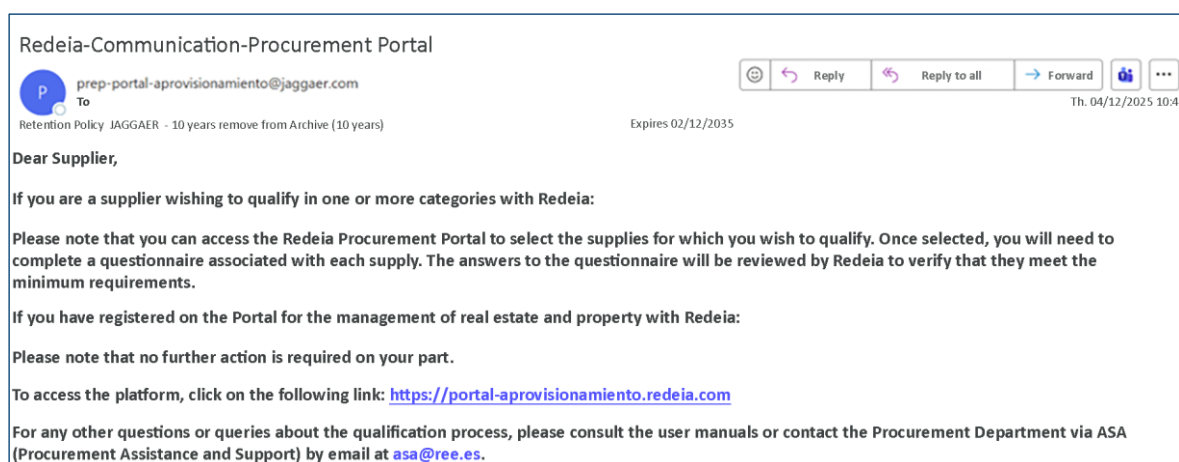 Redeia-Communication-Procurement Portal
P
prep-portal-aprovisionamiento@jaggaer.com
To
Reply
Reply to all
Forward
Th. 04/12/2025 10:4
Retention Policy JAGGAER - 10 years remove from Archive (10 years)
Expires 02/12/2035
Dear Supplier,
If you are a supplier wishing to qualify in one or more categories with Redeia:
Please note that you can access the Redeia Procurement Portal to select the supplies for which you wish to qualify. Once selected, you will need to
complete a questionnaire associated with each supply. The answers to the questionnaire will be reviewed by Redeia to verify that they meet the
minimum requirements.
If you have registered on the Portal for the management of real estate and property with Redeia:
Please note that no further action is required on your part.
To access the platform, click on the following link: https://portal-aprovisionamiento.redeia.com
For any other questions or queries about the qualification process, please consult the user manuals or contact the Procurement Department via ASA
(Procurement Assistance and Support) by email at asa@ree.es.